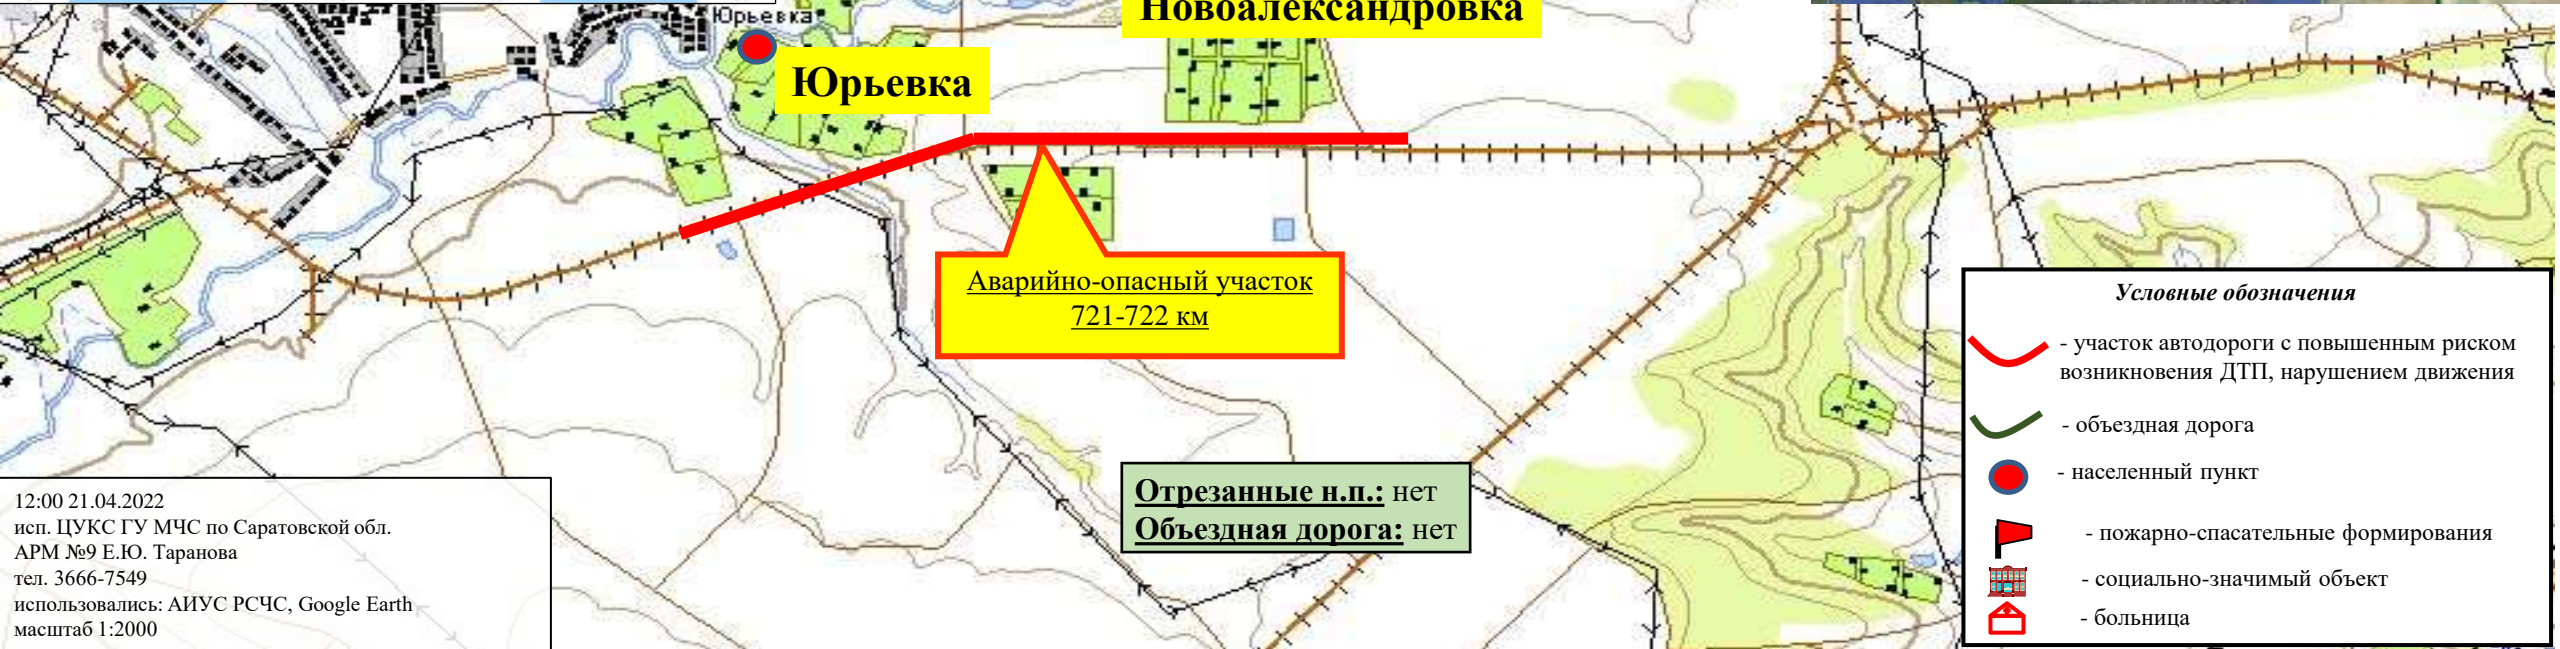 Новоалександровка
Юрьевка
Юрьевка
Аварийно-опасный участок
721-722 км
Условные обозначения
- участок автодороги с повышенным риском
возникновения ДТП, нарушением движения
- объездная дорога
- населенный пункт
- пожарно-спасательные формирования
- социально-значимый объект
- больница
Отрезанные н.п.: нет
Объездная дорога: нет
12:00 21.04.2022
исп. ЦУКС ГУ МЧС по Саратовской обл.
АРМ №9 Е.Ю. Таранова
тел. 3666-7549
использовались: АИУС РСЧС, Google Earth
масштаб 1:2000